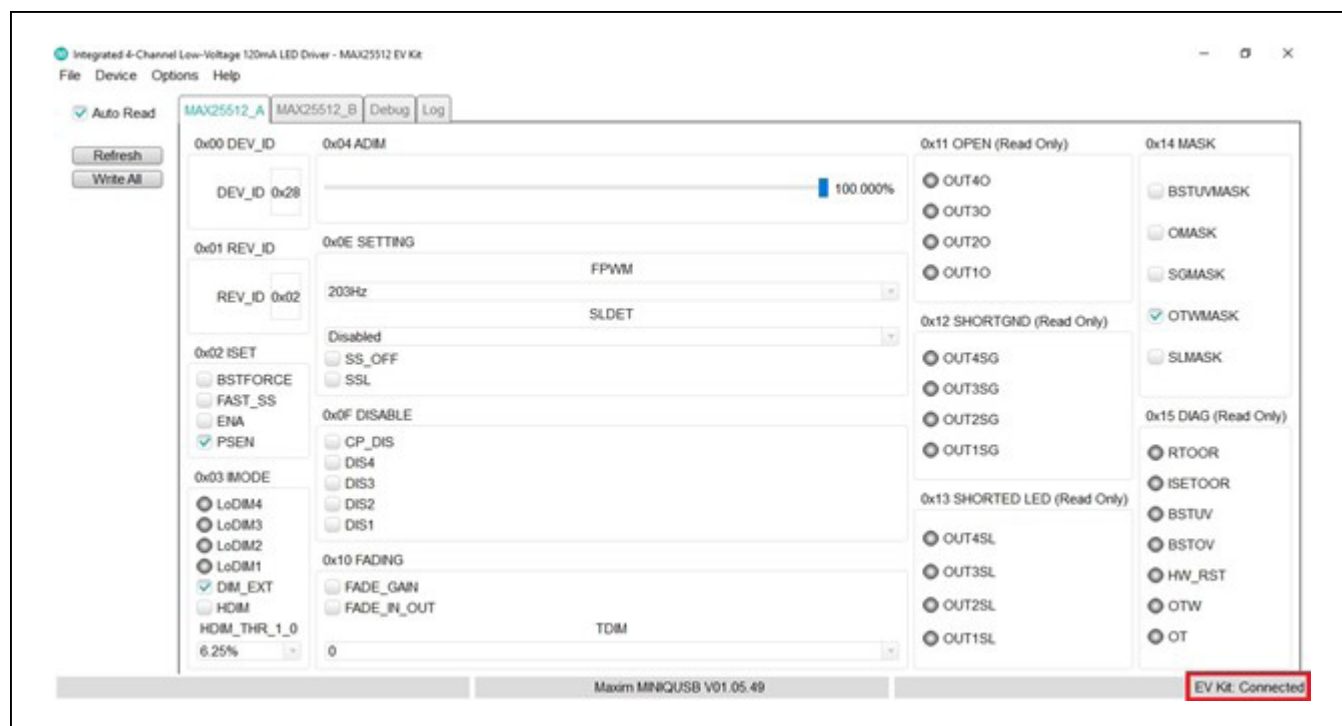 Integrated 4-Channel Low-Voltage 120mA LED Driver - MAX25512 EV Kit
File Device Options Help
Auto Read
Refresh
Write All
MAX25512_A MAX25512_B Debug Log
0x00 DEV_ID
DEV_ID 0x28
0x01 REV_ID
REV_ID 0x02
0x02 ISET
BSTFORCE
FAST_SS
ENA
PSEN
0x03 IMODE
LoDIM4
LoDIM3
LoDIM2
LoDIM1
DIM_EXT
HDIM
HDIM_THR_1_0
6.25%
0x04 ADIM
100.000%
0x0E SETTING
FPWM
203Hz
SLDET
Disabled
SS_OFF
SSL
0x0F DISABLE
CP_DIS
DIS4
DIS3
DIS2
DIS1
0x10 FADING
FADE_GAIN
FADE_IN_OUT
TDIM
0
0x11 OPEN (Read Only)
OUT4O
OUT3O
OUT2O
OUT1O
0x12 SHORTGND (Read Only)
OUT4SG
OUT3SG
OUT2SG
OUT1SG
0x13 SHORTED LED (Read Only)
OUT4SL
OUT3SL
OUT2SL
OUT1SL
0x14 MASK
BSTUVMASK
OMASK
SGMASK
OTWMASK
SLMASK
0x15 DIAG (Read Only)
RTOOR
ISETOOR
BSTUV
BSTOV
HW_RST
OTW
OT
Maxim MINIQUSB V01.05.49
EV Kit: Connected